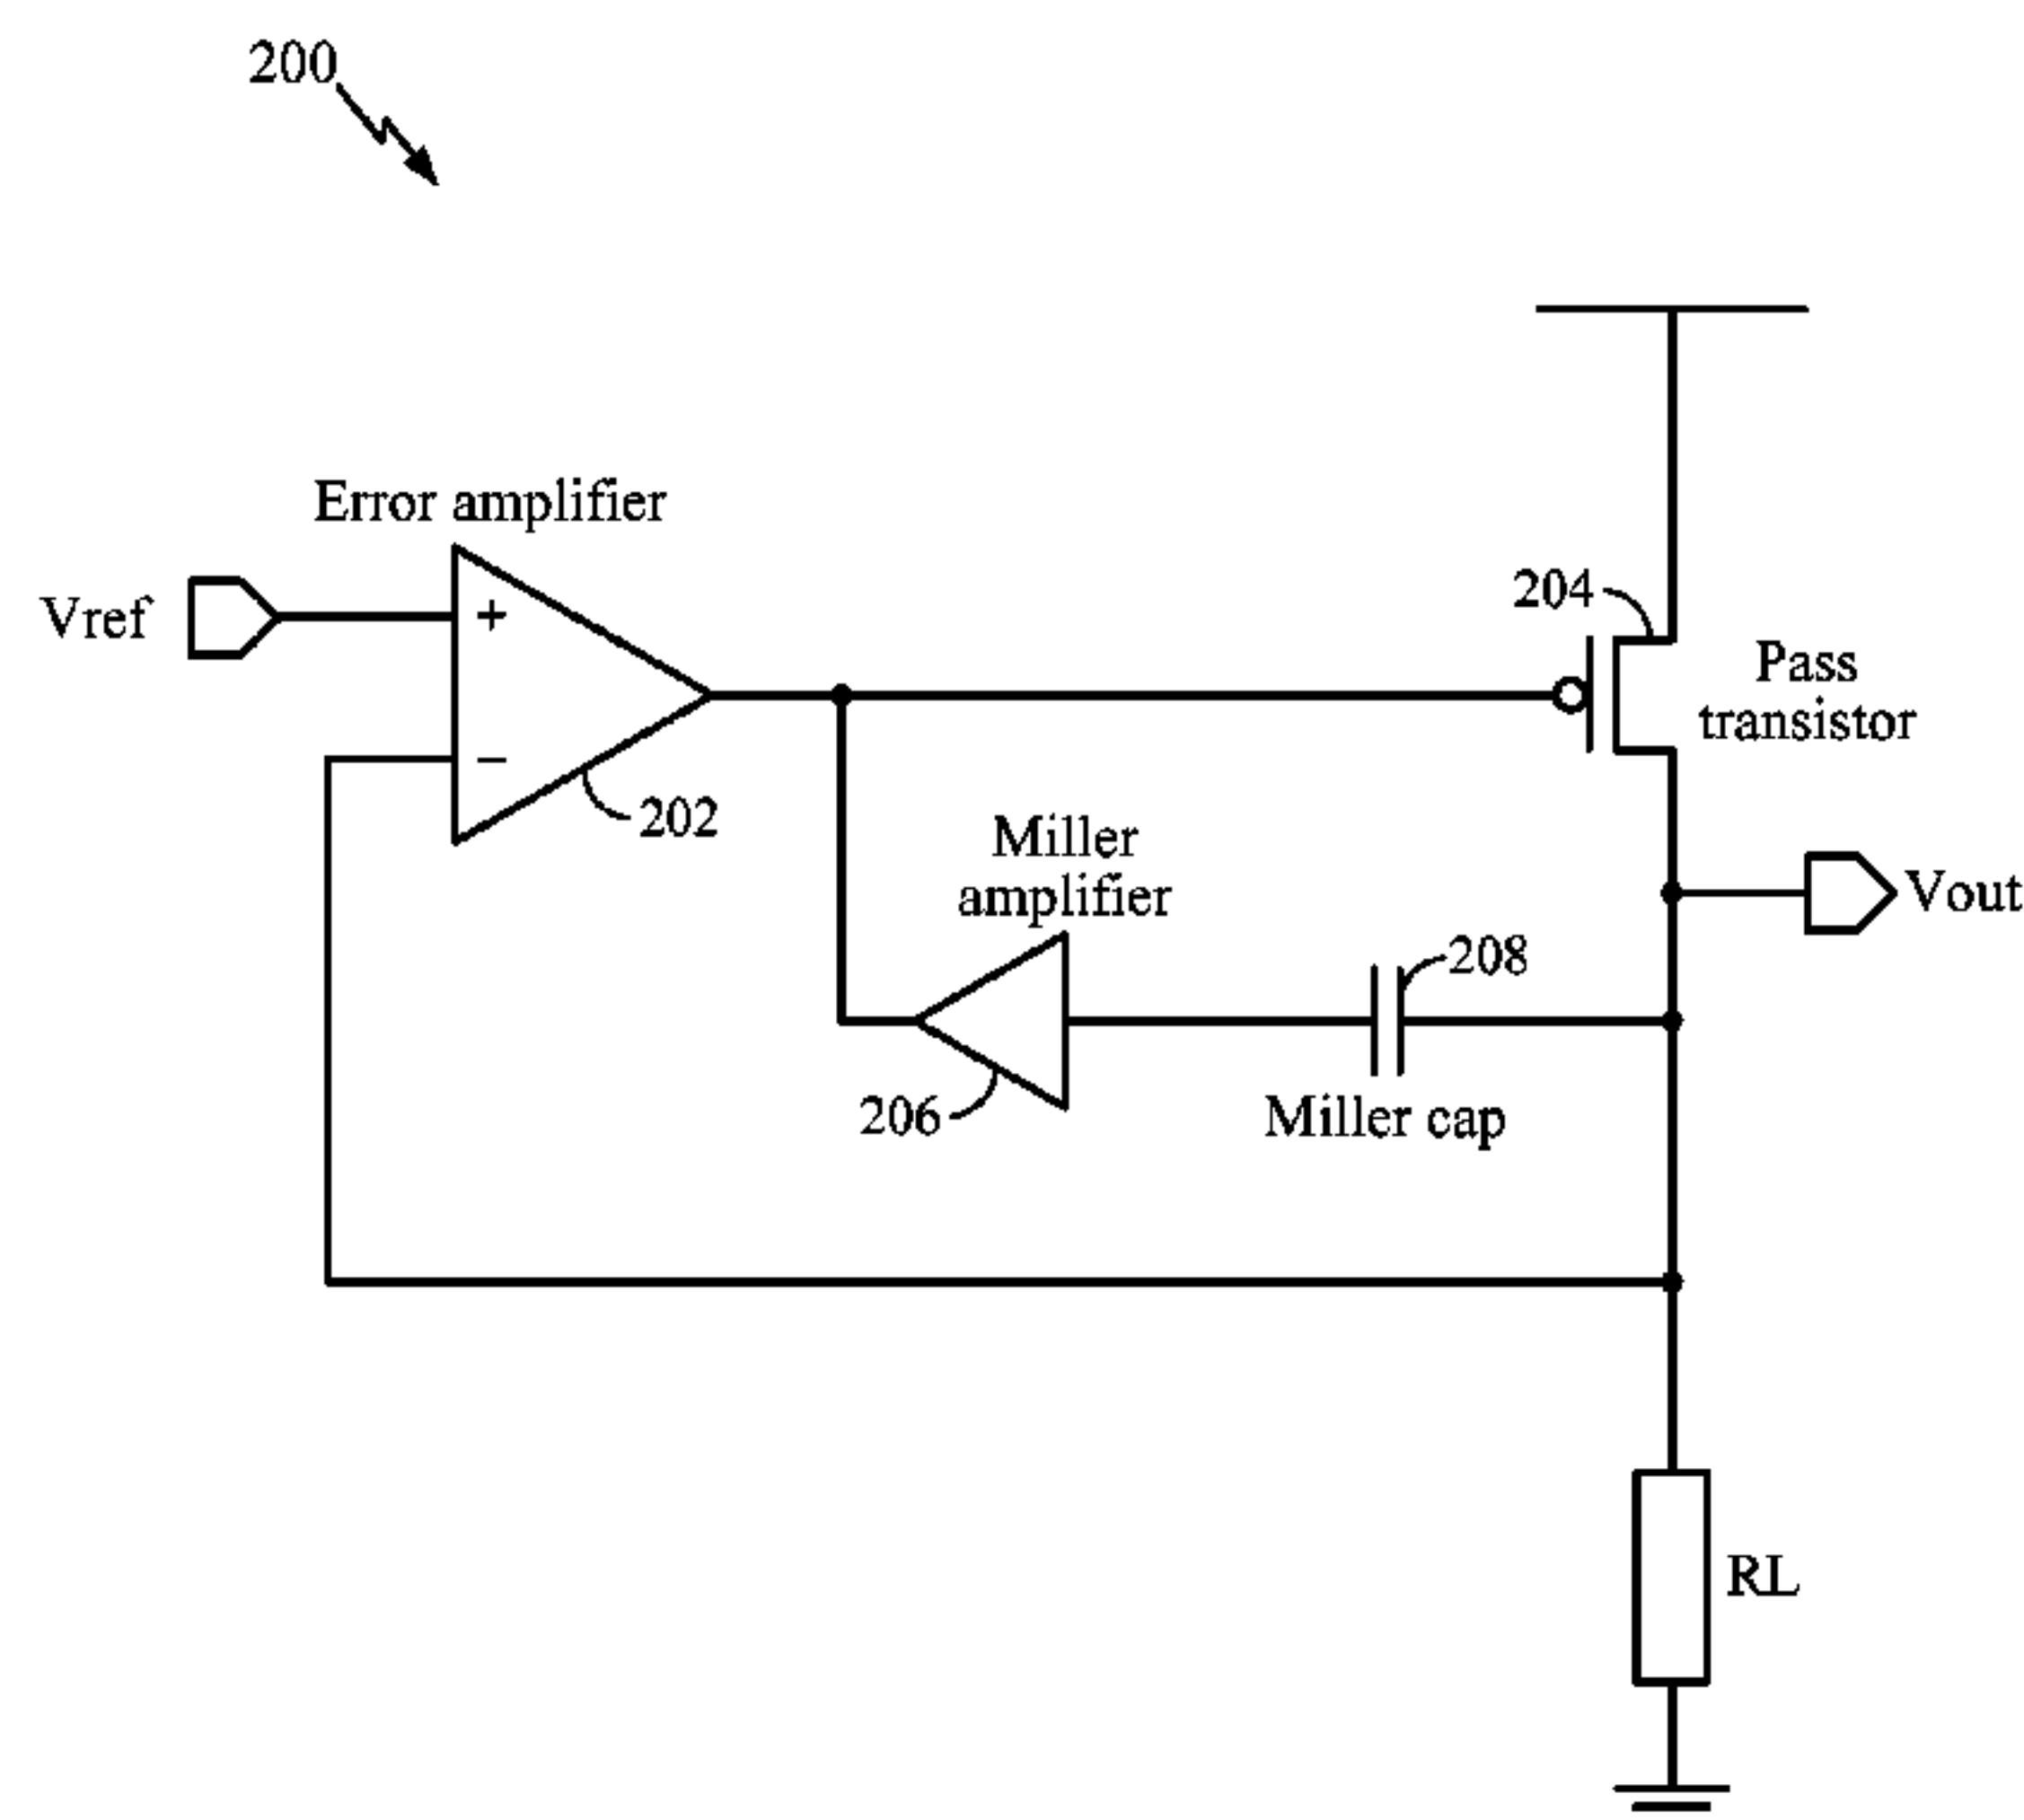 200
Error amplifier
Vref
+
−
202
204
Pass
transistor
Miller
amplifier
Vout
208
206
Miller cap
RL